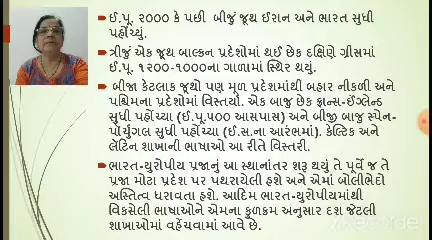 ઈ.પૂ. ૨૦૦૦ કે પછી બીજું જૂથ ઈરાન અને ભારત સુધી
પહોંચ્યું.
ત્રીજું એક જૂથ બાલ્કન પ્રદેશોમાં થઈ છેક દક્ષિણે ગ્રીસમાં
ઈ.પૂ. ૧૨૦૦-૧૦૦૦ના ગાળામાં સ્થિર થયું.
બીજા કેટલાક જૂથો પણ મૂળ પ્રદેશમાંથી બહાર નીકળી અને
પશ્ચિમના પ્રદેશોમાં વિસ્તર્યા. એક બાજુ છેક ફ્રાન્સ-ઈંગ્લેન્ડ
સુધી પહોંચ્યા (ઈ.પૂ.૫૦૦ આસપાસ) અને બીજી બાજુ સ્પેન-
પોર્ચુગલ સુધી પહોંચ્યા (ઈ.સ.ના આરંભમાં). કેલ્ટિક અને
લેટિન શાખાની ભાષાઓ આ રીતે વિસ્તરી.
ભારત-યુરોપીય પ્રજાનું આ સ્થાનાંતર શરૂ થયું તે પૂર્વે જ તે
પ્રજા મોટા પ્રદેશ પર પથરાયેલી હશે અને એમાં બોલીભેદો
અસ્તિત્વ ધરાવતા હશે. આદિમ ભારત-યુરોપીયમાંથી
વિકસેલી ભાષાઓને એમના કુળક્રમ અનુસાર દશ જેટલી
શાખાઓમાં વહેંચવામાં આવે છે.